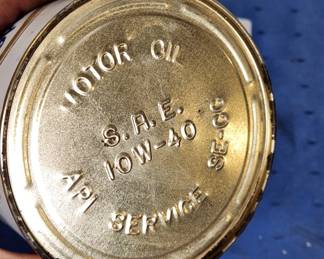 MOTOR OIL
S.A.E.
10W-40
API SERVICE SE-CC